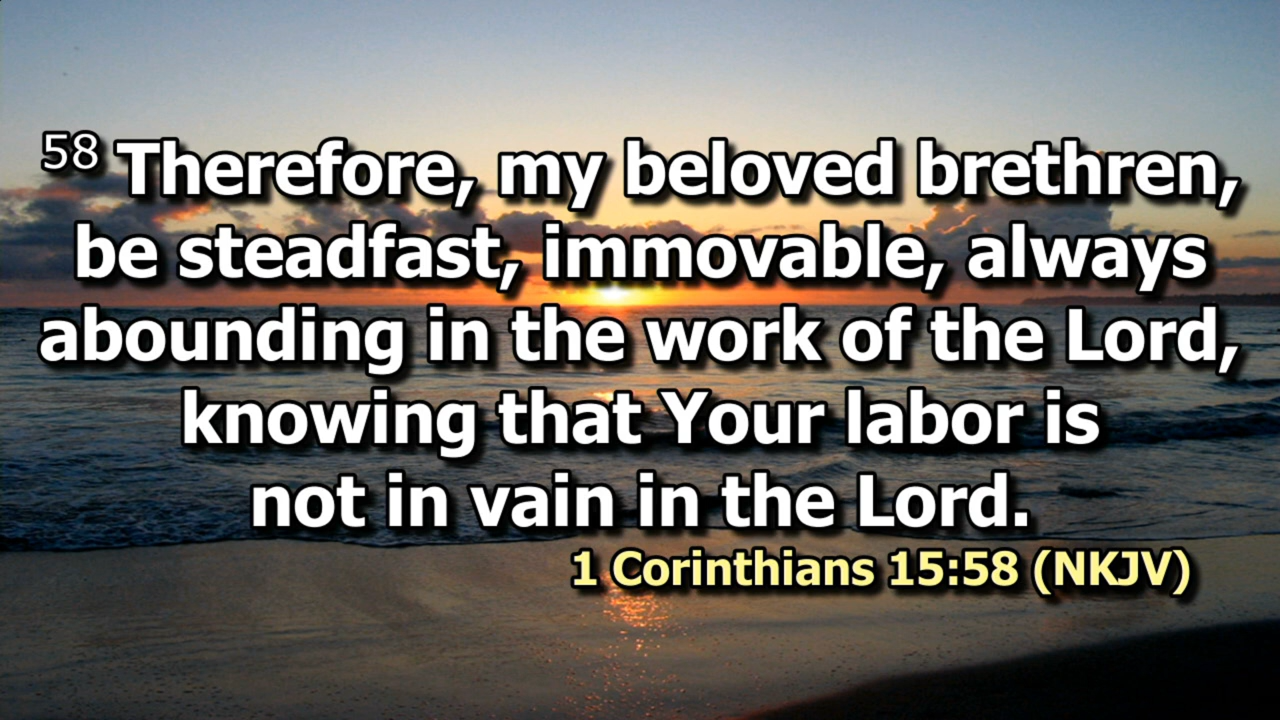 58 Therefore, my beloved brethren,
be steadfast, immovable, always
abounding in the work of the Lord,
knowing that Your labor is
not in vain in the Lord.
1 Corinthians 15:58 (NKJV)